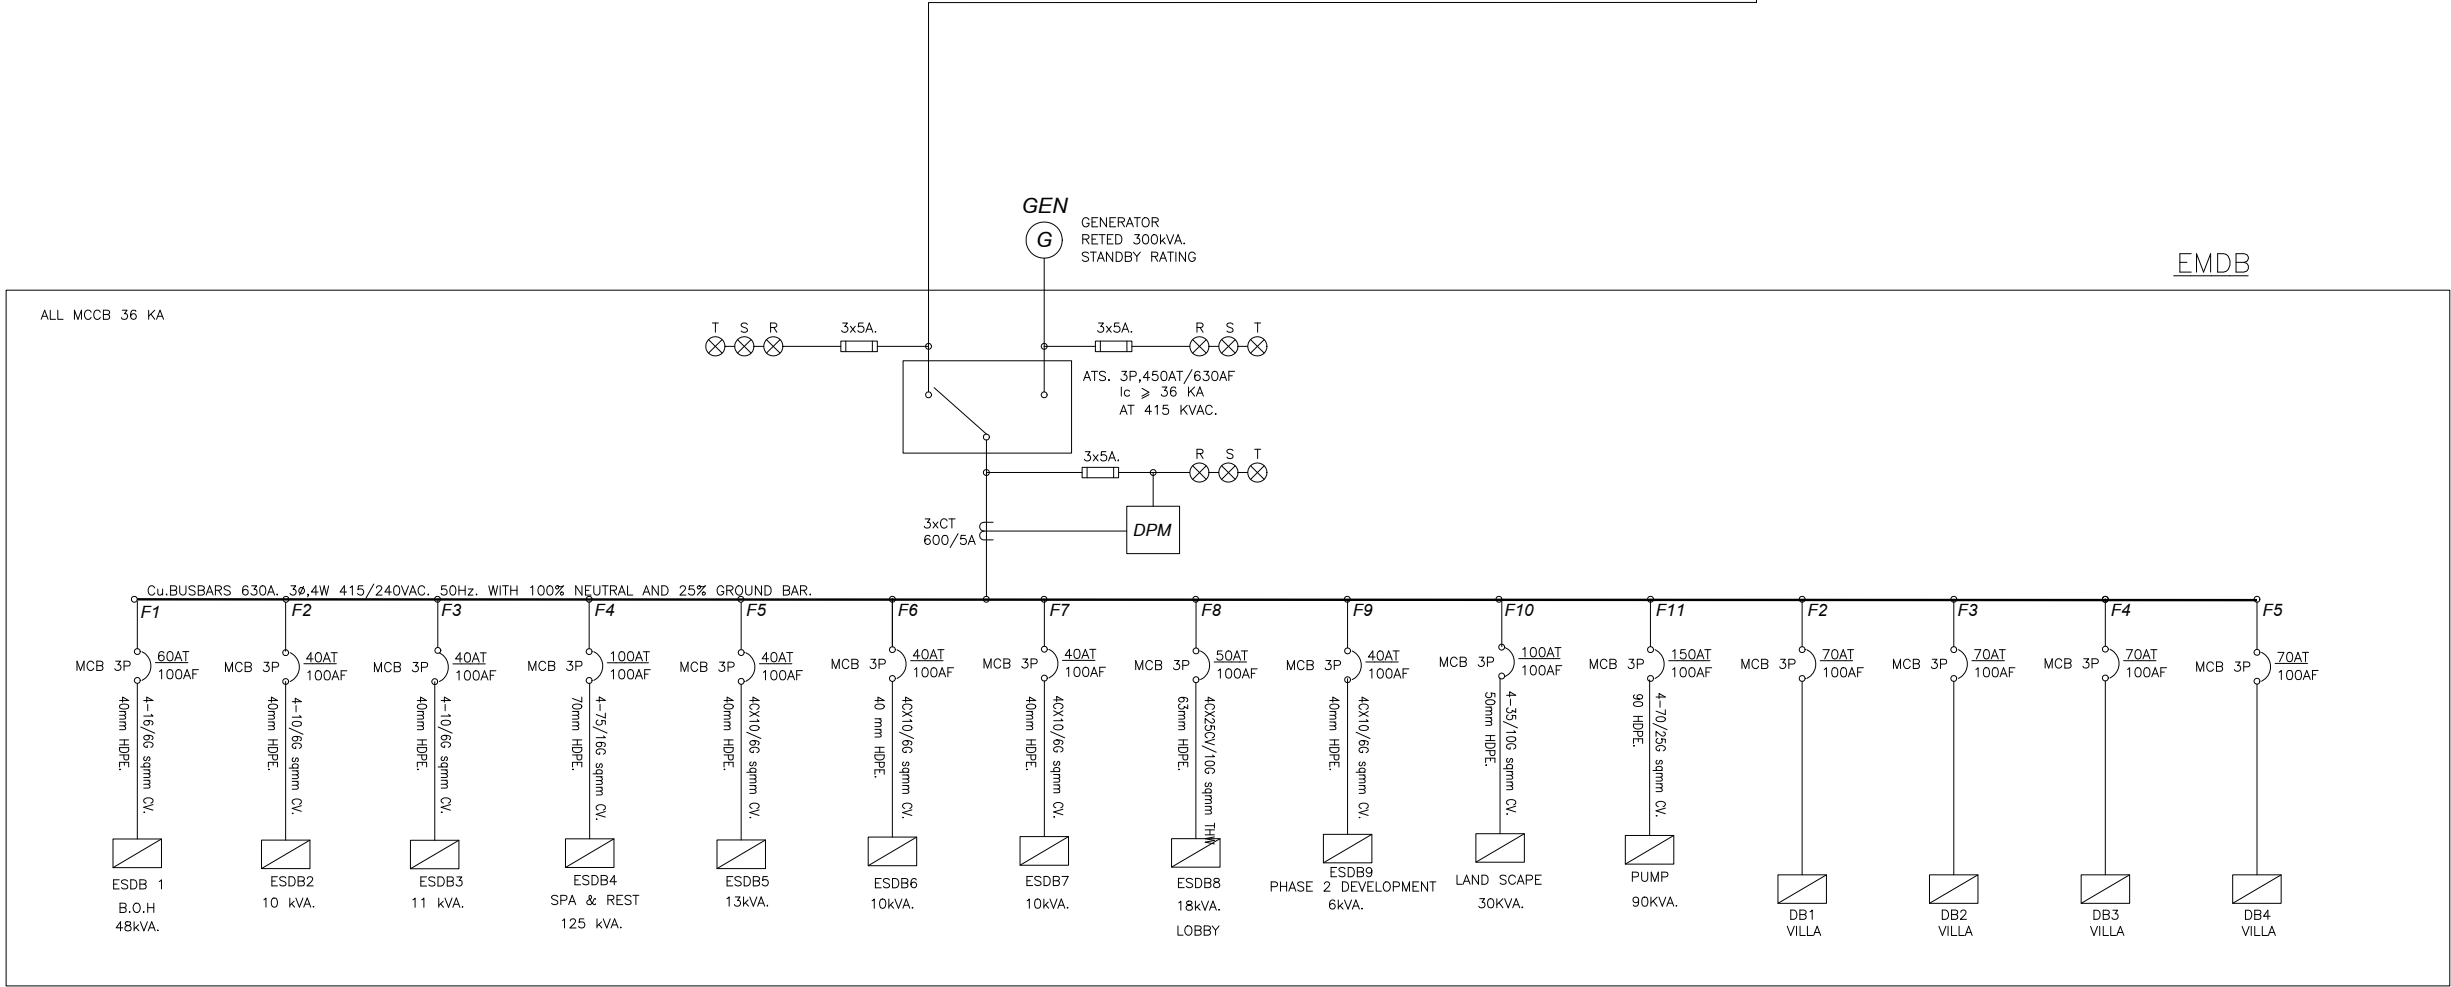 GEN
G
GENERATOR
RETED 300kVA.
STANDBY RATING
EMDB
ALL MCCB 36 KA
T S R
3x5A.
3x5A.
R S T
ATS. 3P,450AT/630AF
Ic ⩾ 36 KA
AT 415 KVAC.
3x5A.
R S T
3xCT
600/5A
DPM
Cu.BUSBARS 630A. 3ø,4W 415/240VAC. 50Hz. WITH 100% NEUTRAL AND 25% GROUND BAR.
F1
MCB 3P
60AT
100AF
4-16/6G sqmm CV.
40mm HDPE.
ESDB 1
B.O.H
48kVA.
F2
MCB 3P
40AT
100AF
4-10/6G sqmm CV.
40mm HDPE.
ESDB2
10 kVA.
F3
MCB 3P
40AT
100AF
4-10/6G sqmm CV.
40mm HDPE.
ESDB3
11 kVA.
F4
MCB 3P
100AT
100AF
4-75/16G sqmm CV.
70mm HDPE.
ESDB4
SPA & REST
125 kVA.
F5
MCB 3P
40AT
100AF
4CX10/6G sqmm CV.
40mm HDPE.
ESDB5
13kVA.
F6
MCB 3P
40AT
100AF
4CX10/6G sqmm CV.
40 mm HDPE.
ESDB6
10kVA.
F7
MCB 3P
40AT
100AF
4CX10/6G sqmm CV.
40mm HDPE.
ESDB7
10kVA.
F8
MCB 3P
50AT
100AF
4CX25CV/10G sqmm THW
63mm HDPE.
ESDB8
18kVA.
LOBBY
F9
MCB 3P
40AT
100AF
4CX10/6G sqmm CV.
40mm HDPE.
ESDB9
PHASE 2 DEVELOPMENT
6kVA.
F10
MCB 3P
100AT
100AF
4-35/10G sqmm CV.
50mm HDPE.
LAND SCAPE
30KVA.
F11
MCB 3P
150AT
100AF
4-70/25G sqmm CV.
90 HDPE.
PUMP
90KVA.
F2
MCB 3P
70AT
100AF
DB1
VILLA
F3
MCB 3P
70AT
100AF
DB2
VILLA
F4
MCB 3P
70AT
100AF
DB3
VILLA
F5
MCB 3P
70AT
100AF
DB4
VILLA